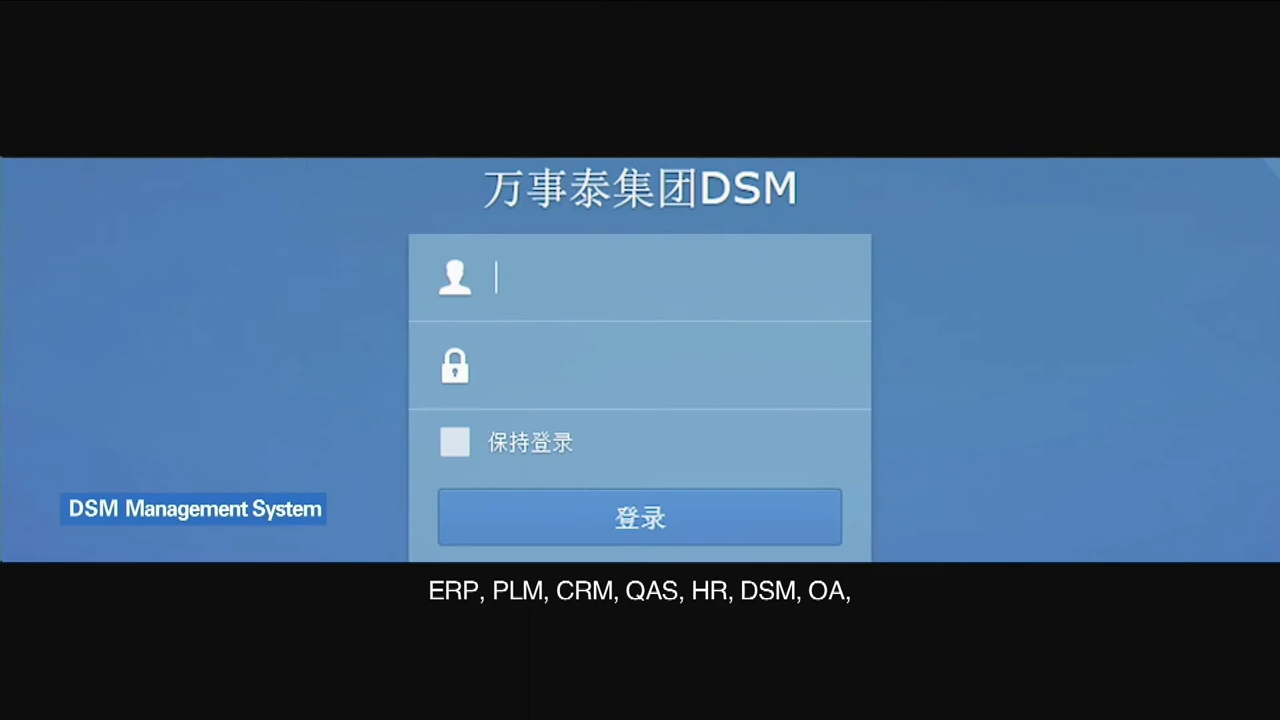 万事泰集团DSM
保持登录
登录
DSM Management System
ERP, PLM, CRM, QAS, HR, DSM, OA,